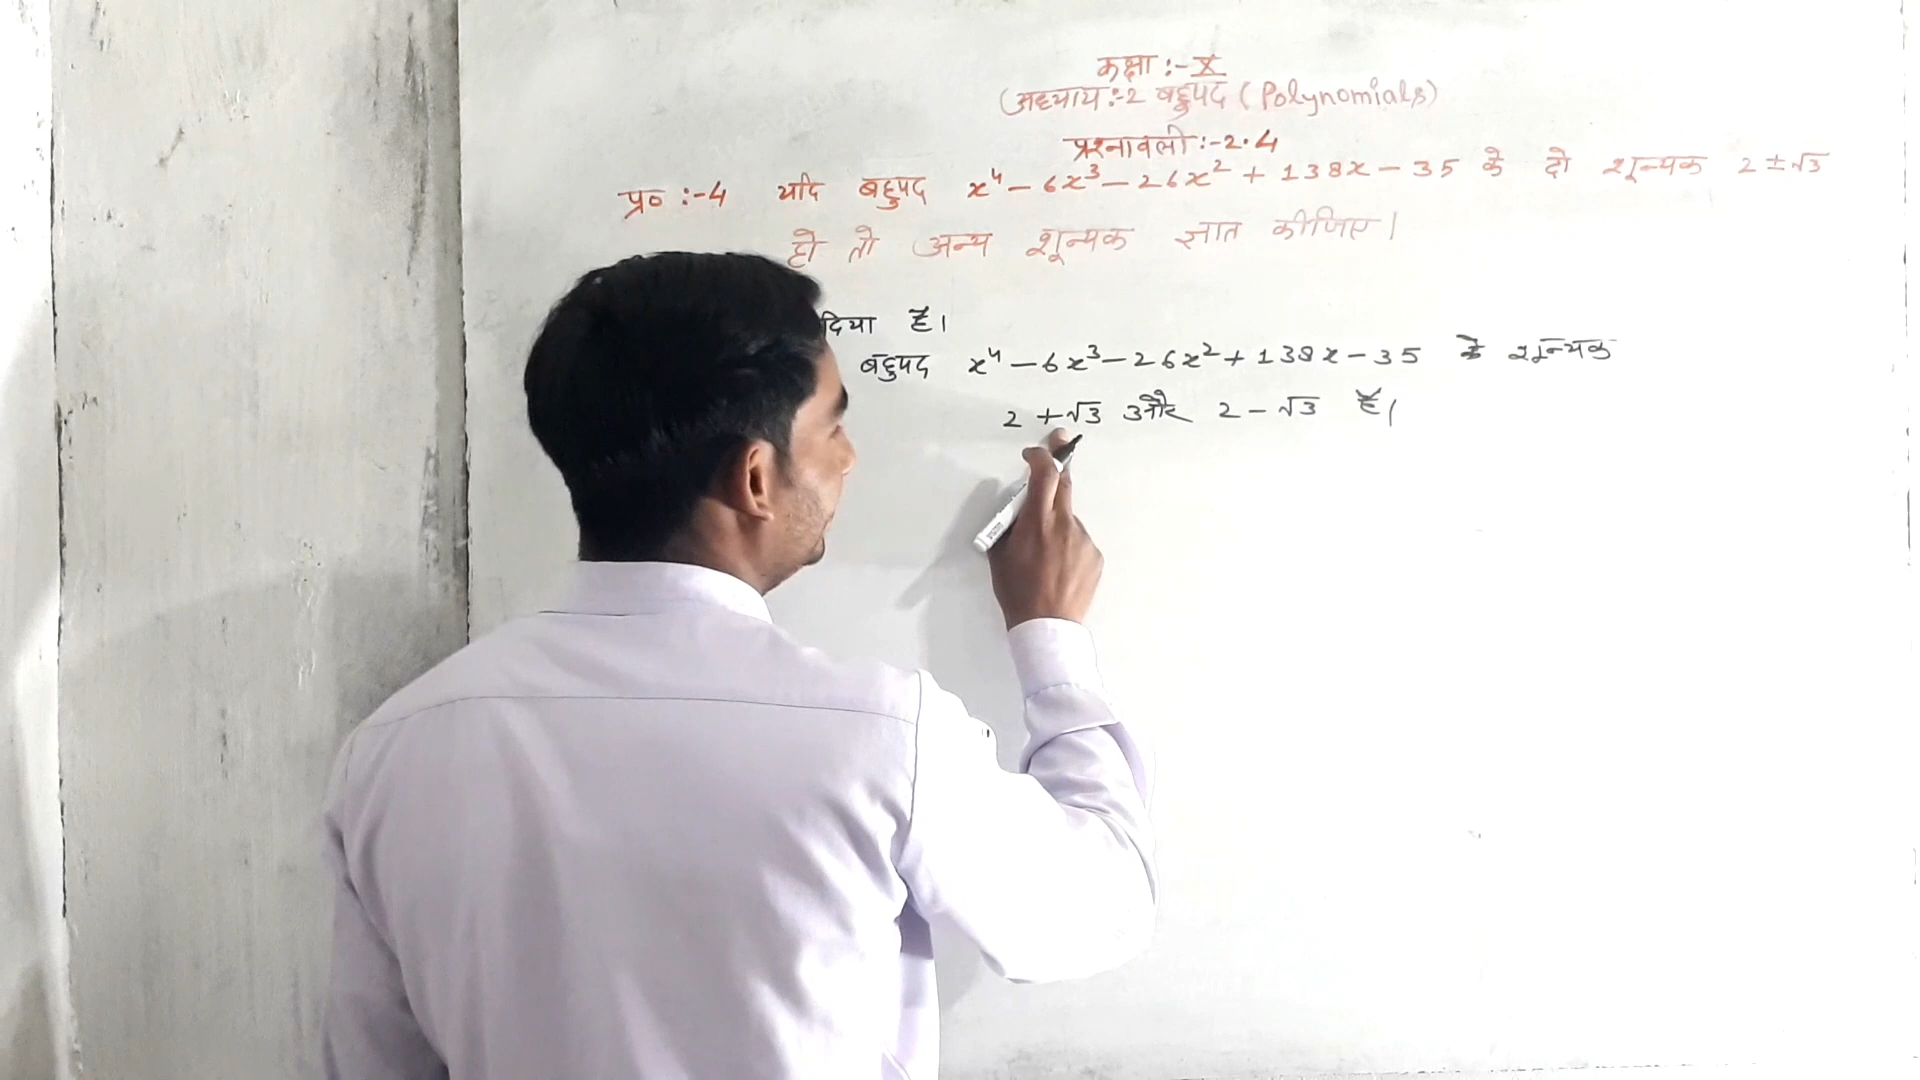 कक्षा :- X
अध्याय :- 2 बहुपद (Polynomials)
प्रश्नावली :- 2.4
प्र० :- 4 यदि बहुपद x⁴ - 6x³ - 26x² + 138x - 35 के दो शून्यक 2 ± √3
हो तो अन्य शून्यक ज्ञात कीजिए।
दिया है।
बहुपद x⁴ - 6x³ - 26x² + 138x - 35 के शून्यक
2 + √3 और 2 - √3 हैं।